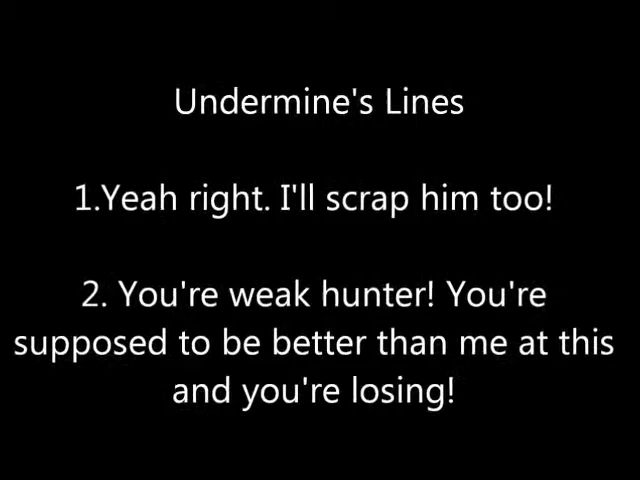 Undermine's Lines
1.Yeah right. I'll scrap him too!
2. You're weak hunter! You're
supposed to be better than me at this
and you're losing!